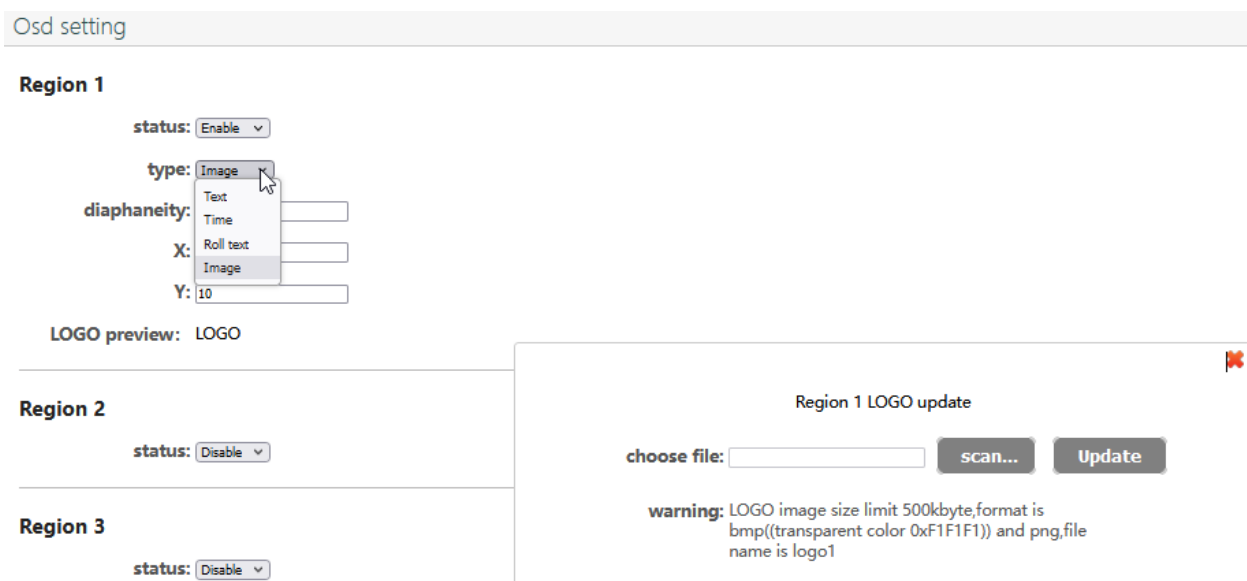 Osd setting
Region 1
status: Enable
type: Image
Text
Time
Roll text
Image
diaphaneity:
X:
Y: 10
LOGO preview: LOGO
Region 2
status: Disable
Region 3
status: Disable
Region 1 LOGO update
choose file: scan... Update
warning: LOGO image size limit 500kbyte,format is
bmp((transparent color 0xF1F1F1)) and png,file
name is logo1